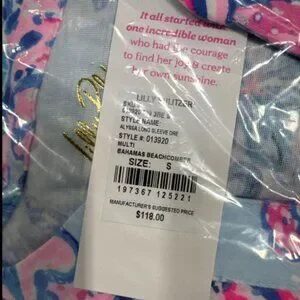 It all started with
one incredible woman
who had the courage
to find her joy & create
her own sunshine.
LILLY PULITZER
STYLE NAME:
ALYSSA LONG SLEEVE DRE
STYLE #: 013920
MULTI
BAHAMAS BEACHCOMBER
SIZE: S
197367 125221
MANUFACTURER'S SUGGESTED PRICE
$118.00